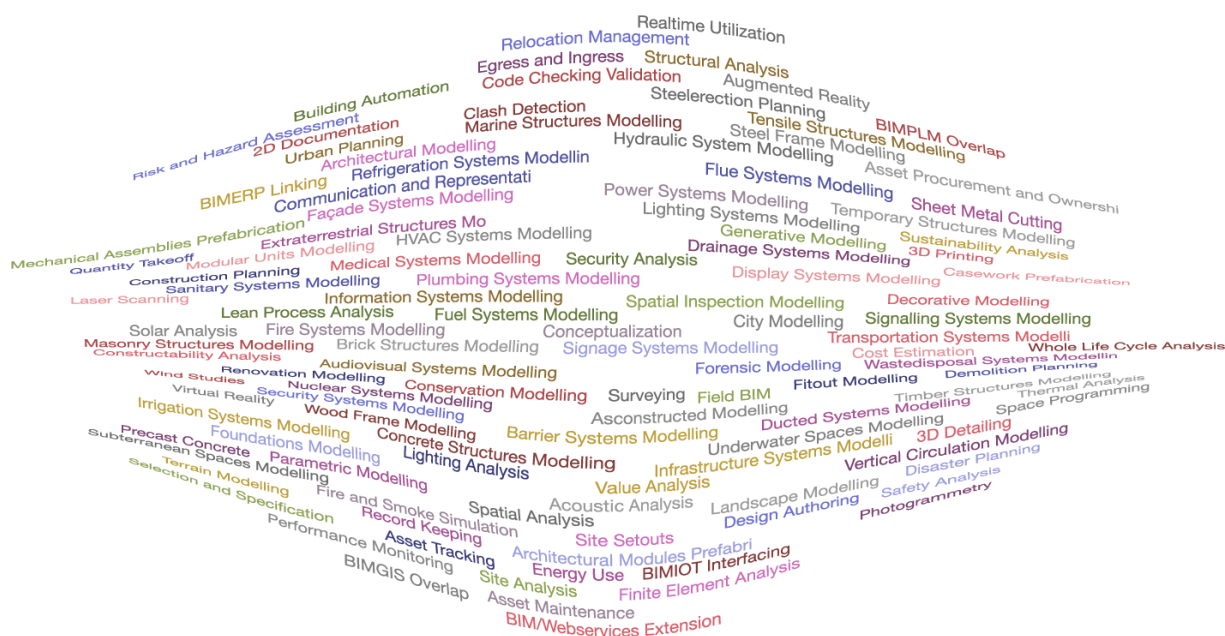 Realtime Utilization
Relocation Management
Egress and Ingress
Structural Analysis
Code Checking Validation
Augmented Reality
Building Automation
Steelerection Planning
Clash Detection
BIMPLM Overlap
Risk and Hazard Assessment
2D Documentation
Marine Structures Modelling
Tensile Structures Modelling
Urban Planning
Steel Frame Modelling
Architectural Modelling
Hydraulic System Modelling
Refrigeration Systems Modellin
Asset Procurement and Ownershi
BIMERP Linking
Communication and Representati
Flue Systems Modelling
Façade Systems Modelling
Power Systems Modelling
Sheet Metal Cutting
Temporary Structures Modelling
Mechanical Assemblies Prefabrication
Extraterrestrial Structures Mo
HVAC Systems Modelling
Lighting Systems Modelling
Generative Modelling
Sustainability Analysis
Quantity Takeoff
Modular Units Modelling
Drainage Systems Modelling
3D Printing
Construction Planning
Medical Systems Modelling
Security Analysis
Display Systems Modelling
Casework Prefabrication
Sanitary Systems Modelling
Plumbing Systems Modelling
Laser Scanning
Information Systems Modelling
Spatial Inspection Modelling
Decorative Modelling
Lean Process Analysis
Fuel Systems Modelling
City Modelling
Signalling Systems Modelling
Solar Analysis
Fire Systems Modelling
Conceptualization
Transportation Systems Modelli
Masonry Structures Modelling
Brick Structures Modelling
Signage Systems Modelling
Cost Estimation
Whole Life Cycle Analysis
Constructability Analysis
Audiovisual Systems Modelling
Forensic Modelling
Wastedisposal Systems Modellin
Renovation Modelling
Fitout Modelling
Demolition Planning
Wind Studies
Nuclear Systems Modelling
Conservation Modelling
Surveying
Field BIM
Timber Structures Modelling
Thermal Analysis
Virtual Reality
Security Systems Modelling
Asconstructed Modelling
Ducted Systems Modelling
Space Programming
Irrigation Systems Modelling
Wood Frame Modelling
Barrier Systems Modelling
Underwater Spaces Modelling
3D Detailing
Precast Concrete
Foundations Modelling
Concrete Structures Modelling
Infrastructure Systems Modelli
Vertical Circulation Modelling
Subterranean Spaces Modelling
Parametric Modelling
Lighting Analysis
Value Analysis
Disaster Planning
Selection and Specification
Terrain Modelling
Fire and Smoke Simulation
Acoustic Analysis
Landscape Modelling
Safety Analysis
Record Keeping
Spatial Analysis
Design Authoring
Photogrammetry
Performance Monitoring
Asset Tracking
Site Setouts
Architectural Modules Prefabri
BIMIOT Interfacing
BIMGIS Overlap
Site Analysis
Energy Use
Finite Element Analysis
Asset Maintenance
BIM/Webservices Extension